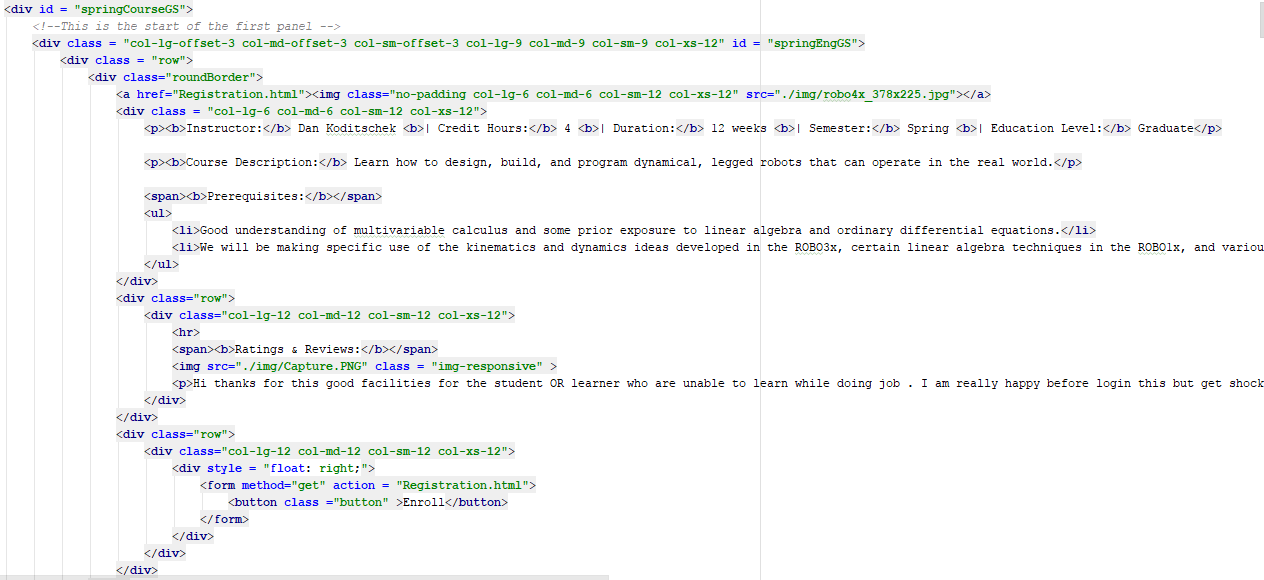 <div id = "springCourseGS">
<!--This is the start of the first panel -->
<div class = "col-lg-offset-3 col-md-offset-3 col-sm-offset-3 col-lg-9 col-md-9 col-sm-9 col-xs-12" id = "springEngGS">
<div class = "row">
<div class="roundBorder">
<a href="Registration.html"><img class="no-padding col-lg-6 col-md-6 col-sm-12 col-xs-12" src="./img/robo4x_378x225.jpg"></a>
<div class = "col-lg-6 col-md-6 col-sm-12 col-xs-12">
<p><b>Instructor:</b> Dan Koditschek <b>| Credit Hours:</b> 4 <b>| Duration:</b> 12 weeks <b>| Semester:</b> Spring <b>| Education Level:</b> Graduate</p>
<p><b>Course Description:</b> Learn how to design, build, and program dynamical, legged robots that can operate in the real world.</p>
<span><b>Prerequisites:</b></span>
<ul>
<li>Good understanding of multivariable calculus and some prior exposure to linear algebra and ordinary differential equations.</li>
<li>We will be making specific use of the kinematics and dynamics ideas developed in the ROBO3x, certain linear algebra techniques in the ROBO1x, and variou
</ul>
</div>
<div class="row">
<div class="col-lg-12 col-md-12 col-sm-12 col-xs-12">
<hr>
<span><b>Ratings & Reviews:</b></span>
<img src="./img/Capture.PNG" class = "img-responsive" >
<p>Hi thanks for this good facilities for the student OR learner who are unable to learn while doing job . I am really happy before login this but get shock
</div>
</div>
<div class="row">
<div class="col-lg-12 col-md-12 col-sm-12 col-xs-12">
<div style = "float: right;">
<form method="get" action = "Registration.html">
<button class ="button" >Enroll</button>
</form>
</div>
</div>
</div>